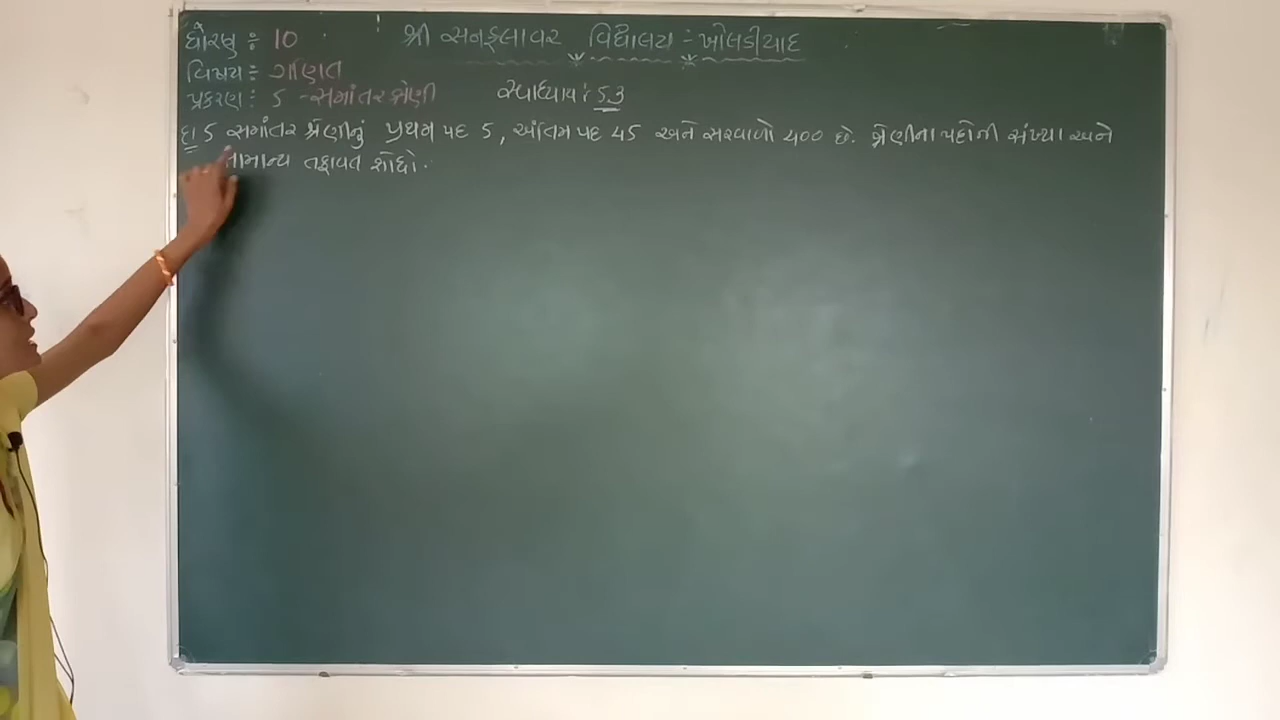 ધોરણ : 10
શ્રી સનફ્લાવર વિદ્યાલય - ખોલડીયાદ
વિષય : ગણિત
પ્રકરણ : 5 - સમાંતર શ્રેણી સ્વાધ્યાય : 5.3
દા 5 સમાંતર શ્રેણીનું પ્રથમ પદ 5, અંતિમ પદ 45 અને સરવાળો 400 છે. શ્રેણીના પદોની સંખ્યા અને
સામાન્ય તફાવત શોધો.